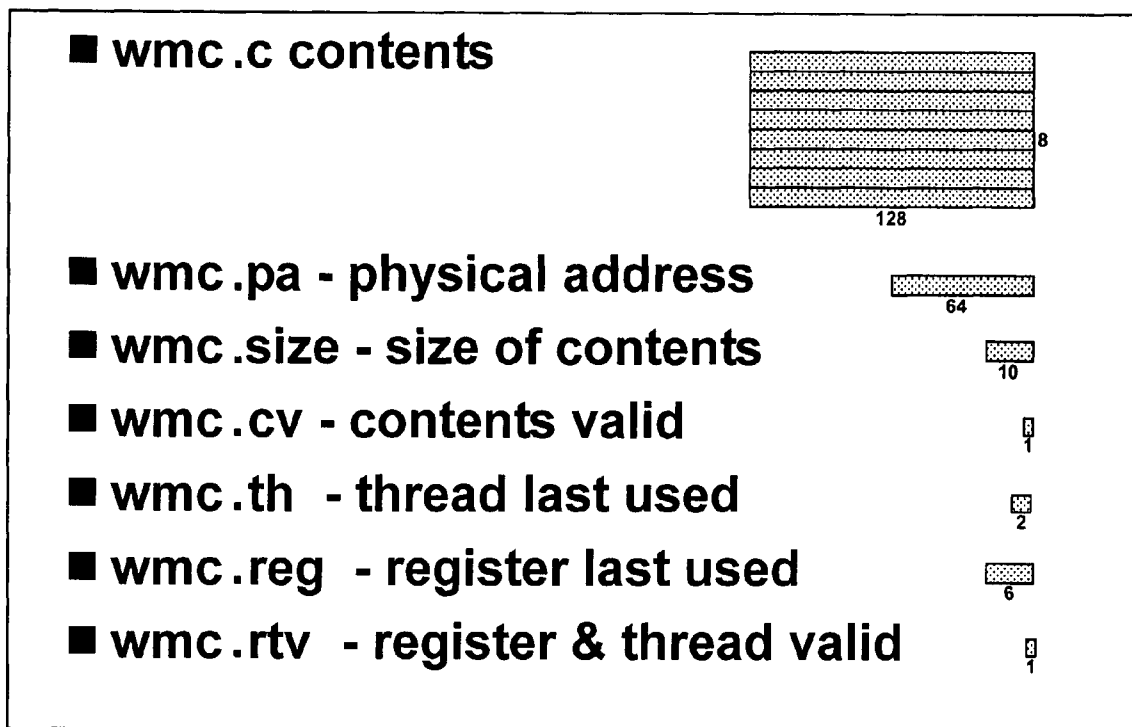 ■ wmc.c contents
8
128
■ wmc.pa - physical address
64
■ wmc.size - size of contents
10
■ wmc.cv - contents valid
1
■ wmc.th - thread last used
2
■ wmc.reg - register last used
6
■ wmc.rtv - register & thread valid
1